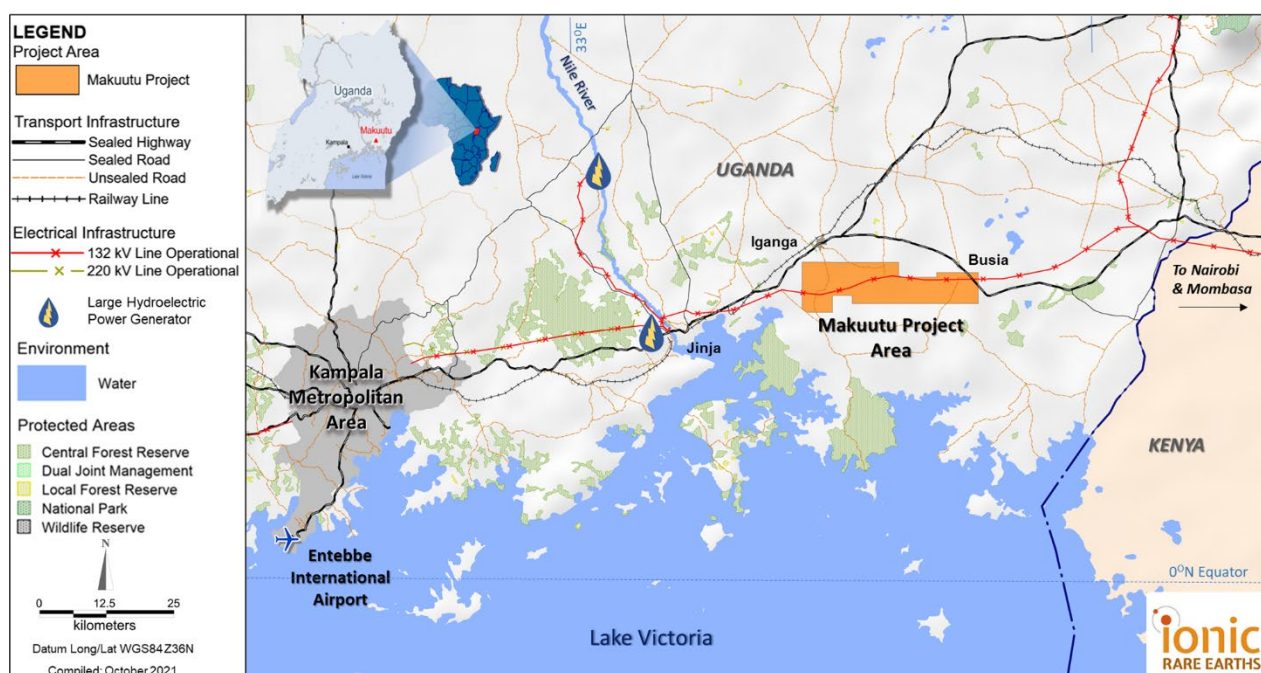 LEGEND
Project Area
Makuutu Project
Transport Infrastructure
Sealed Highway
Sealed Road
Unsealed Road
Railway Line
Electrical Infrastructure
132 kV Line Operational
220 kV Line Operational
Large Hydroelectric
Power Generator
Environment
Water
Protected Areas
Central Forest Reserve
Dual Joint Management
Local Forest Reserve
National Park
Wildlife Reserve
N
0 12.5 25
kilometers
Datum Long/Lat WGS84 Z36N
Compiled: October 2021
Uganda
Makuutu
Kampala
Lake Victoria
33°E
Nile River
UGANDA
Iganga
Busia
To Nairobi
& Mombasa
Makuutu Project
Area
Jinja
Kampala
Metropolitan
Area
KENYA
Entebbe
International
Airport
0°N Equator
Lake Victoria
ionic
RARE EARTHS